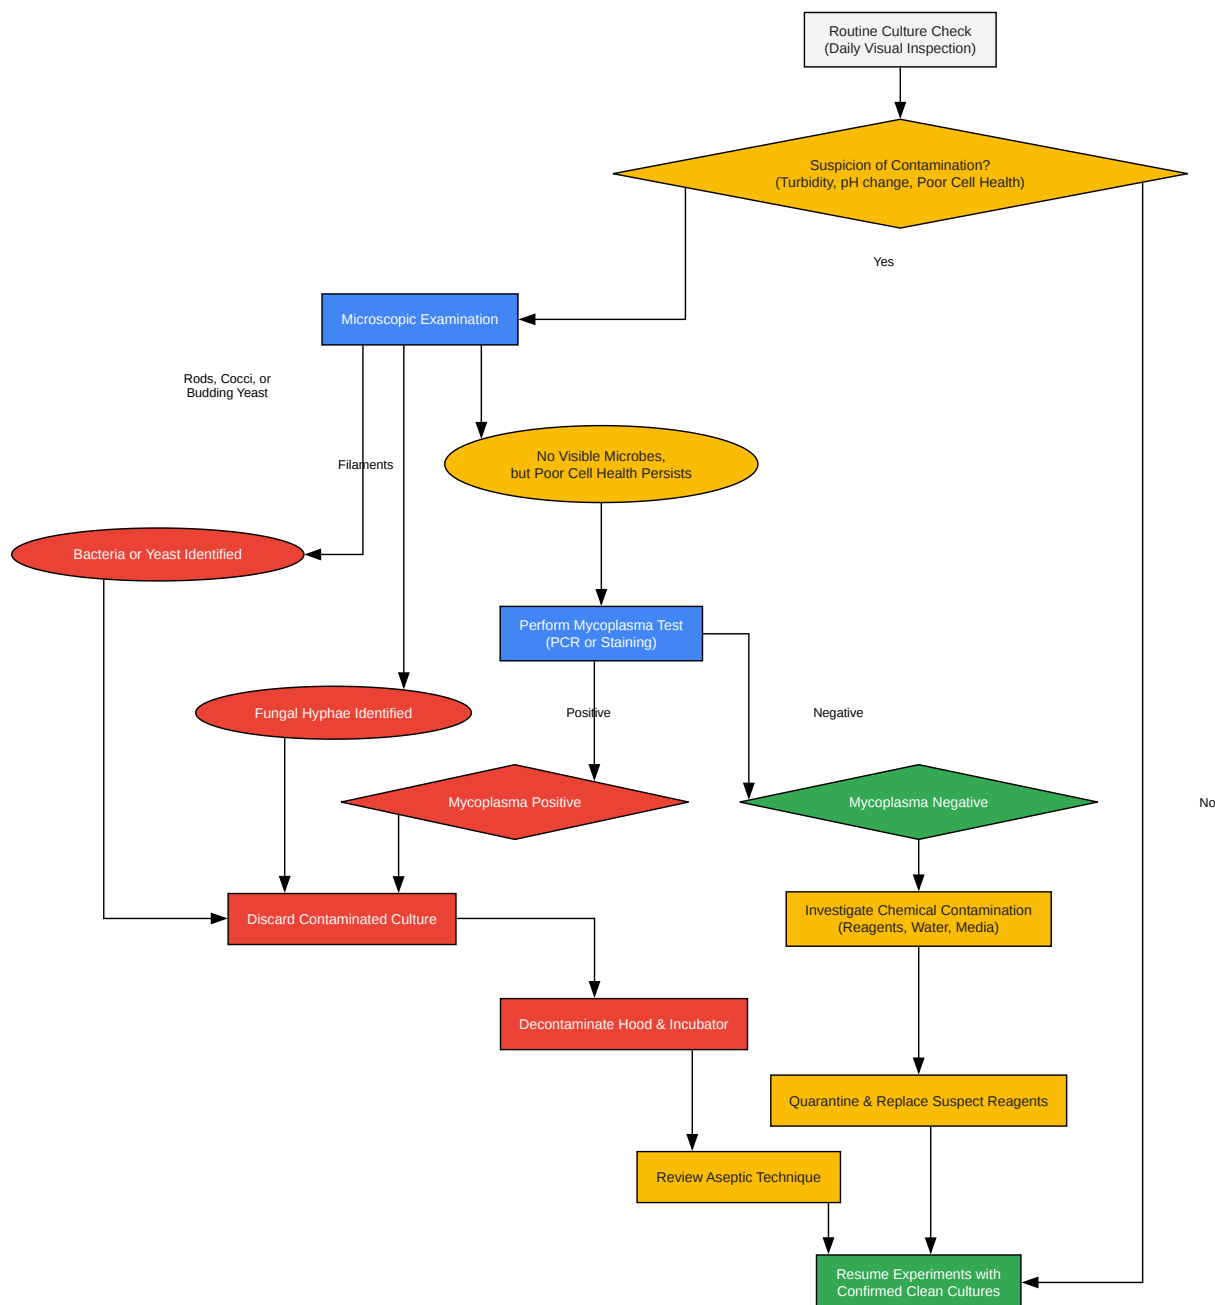 Routine Culture Check
(Daily Visual Inspection)
Suspicion of Contamination?
(Turbidity, pH change, Poor Cell Health)
Yes
Microscopic Examination
Rods, Cocci, or
Budding Yeast
No Visible Microbes,
but Poor Cell Health Persists
Filaments
Bacteria or Yeast Identified
Perform Mycoplasma Test
(PCR or Staining)
Fungal Hyphae Identified
Positive
Negative
Mycoplasma Positive
Mycoplasma Negative
No
Discard Contaminated Culture
Investigate Chemical Contamination
(Reagents, Water, Media)
Decontaminate Hood & Incubator
Quarantine & Replace Suspect Reagents
Review Aseptic Technique
Resume Experiments with
Confirmed Clean Cultures